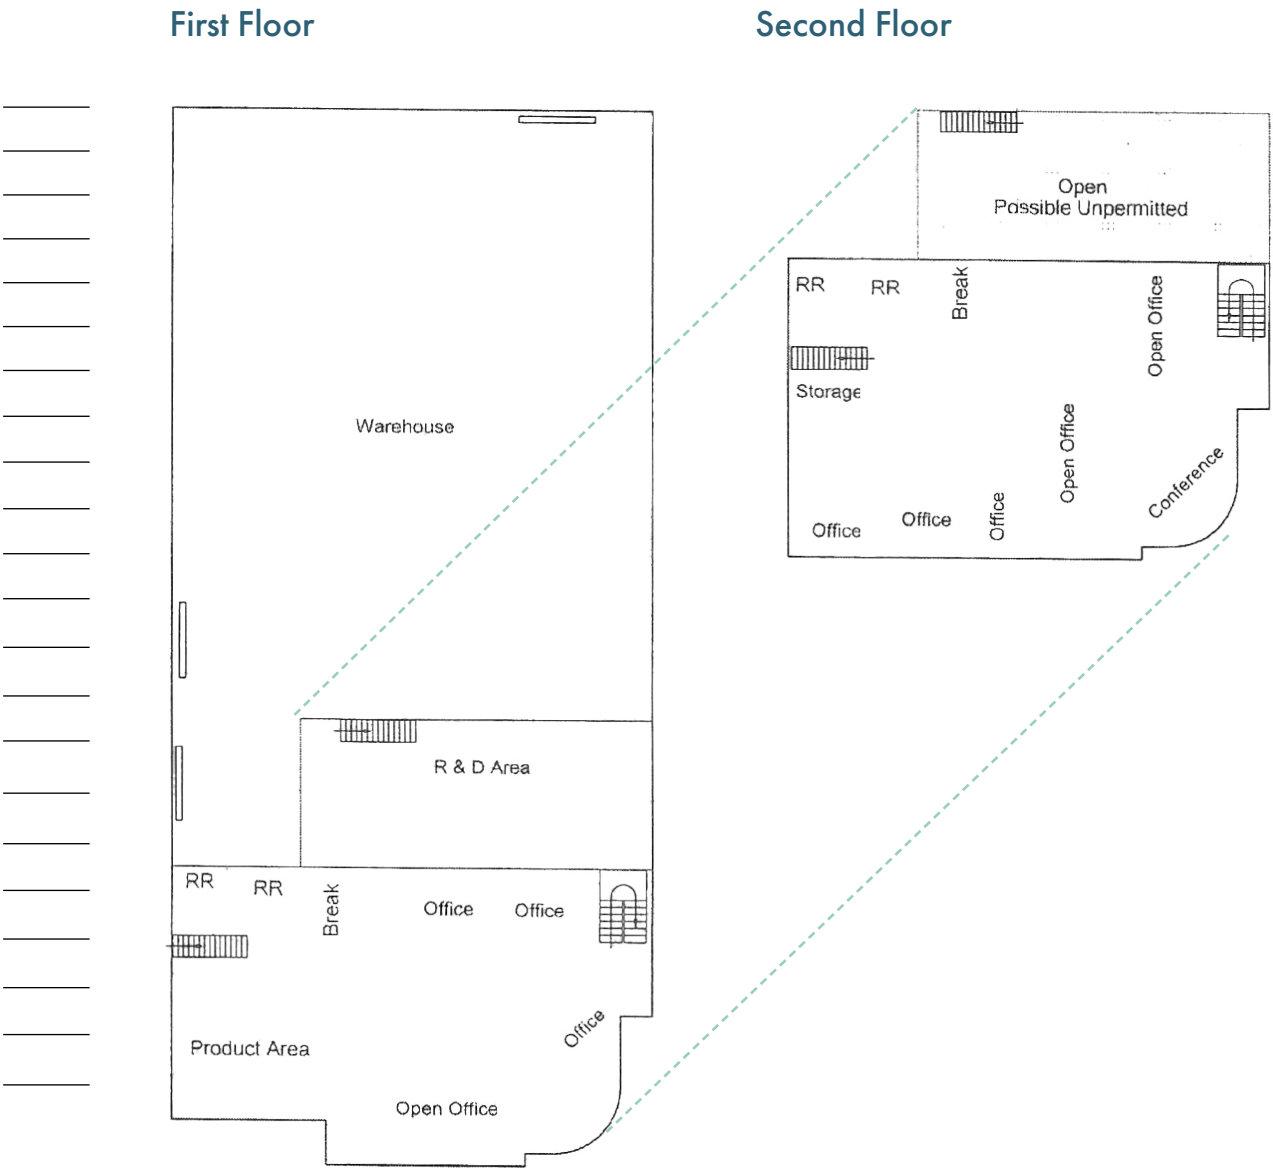 First Floor
Warehouse
R & D Area
RR
RR
Break
Office
Office
Office
Product Area
Open Office
Second Floor
Open
Possible Unpermitted
RR
RR
Break
Open Office
Storage
Open Office
Conference
Office
Office
Office